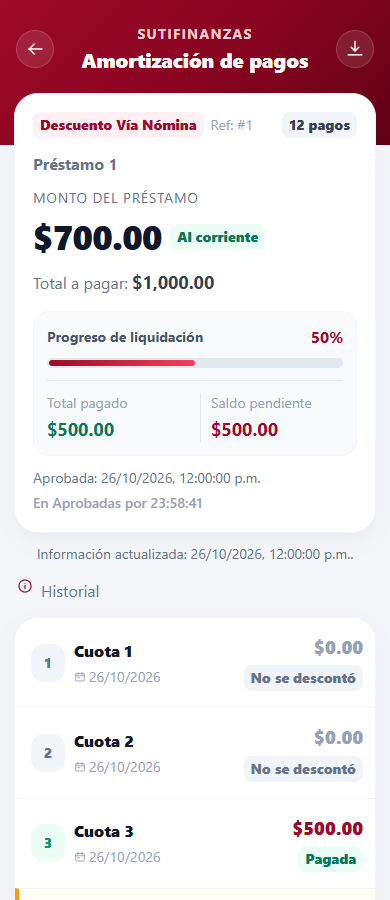 SUTIFINANZAS
Amortización de pagos
Descuento Vía Nómina Ref: #1 12 pagos
Préstamo 1
MONTO DEL PRÉSTAMO
$700.00 Al corriente
Total a pagar: $1,000.00
Progreso de liquidación 50%
Total pagado Saldo pendiente
$500.00 $500.00
Aprobada: 26/10/2026, 12:00:00 p.m.
En Aprobadas por 23:58:41
Información actualizada: 26/10/2026, 12:00:00 p.m..
Historial
1 Cuota 1 $0.00
26/10/2026 No se descontó
2 Cuota 2 $0.00
26/10/2026 No se descontó
3 Cuota 3 $500.00
26/10/2026 Pagada